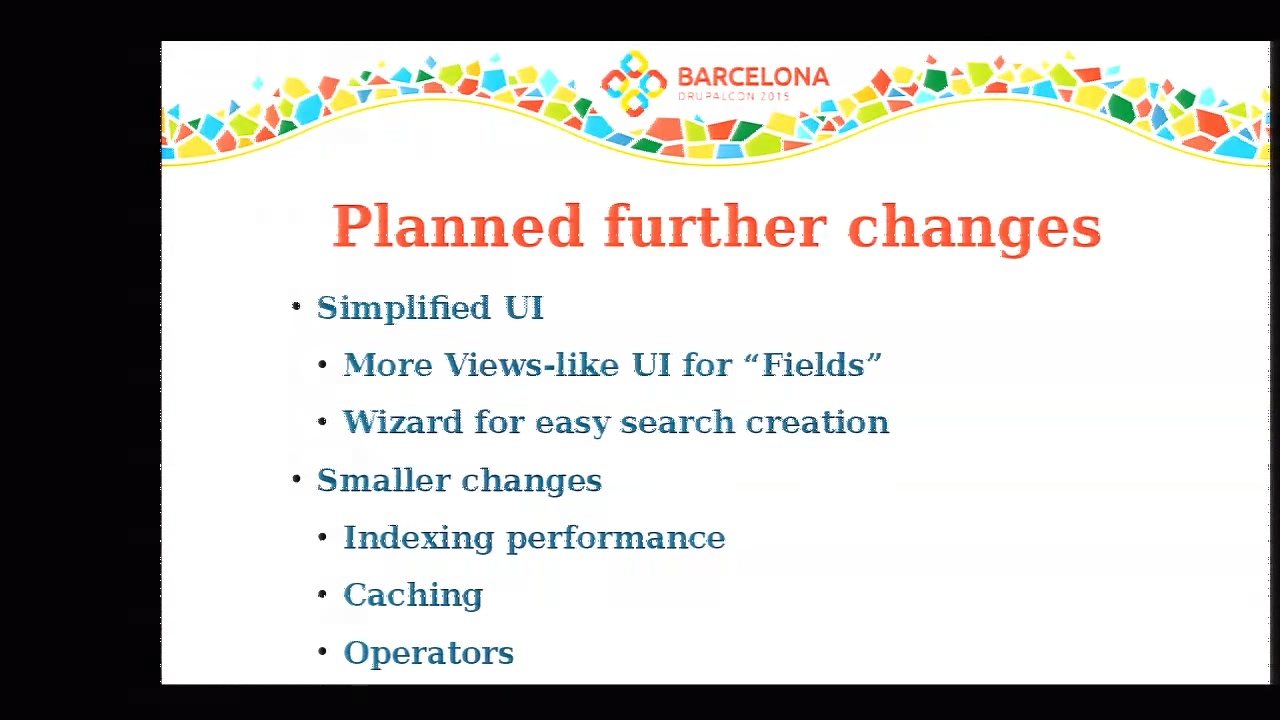 BARCELONA
DRUPALCON 2015
Planned further changes
• Simplified UI
• More Views-like UI for “Fields”
• Wizard for easy search creation
• Smaller changes
• Indexing performance
• Caching
• Operators